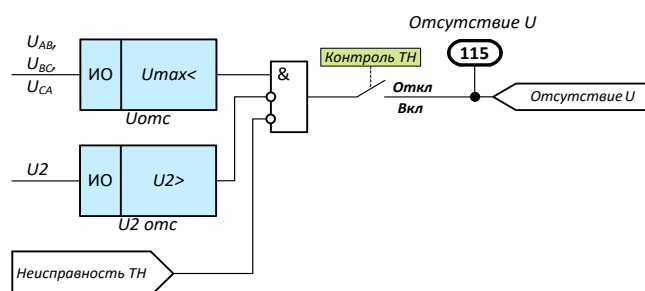 Отсутствие U
115
U_AB,
U_BC,
U_CA
ИО
Umax<
Uотс
&
Контроль ТН
Откл
Вкл
Отсутствие U
U2
ИО
U2>
U2 отс
Неисправность ТН